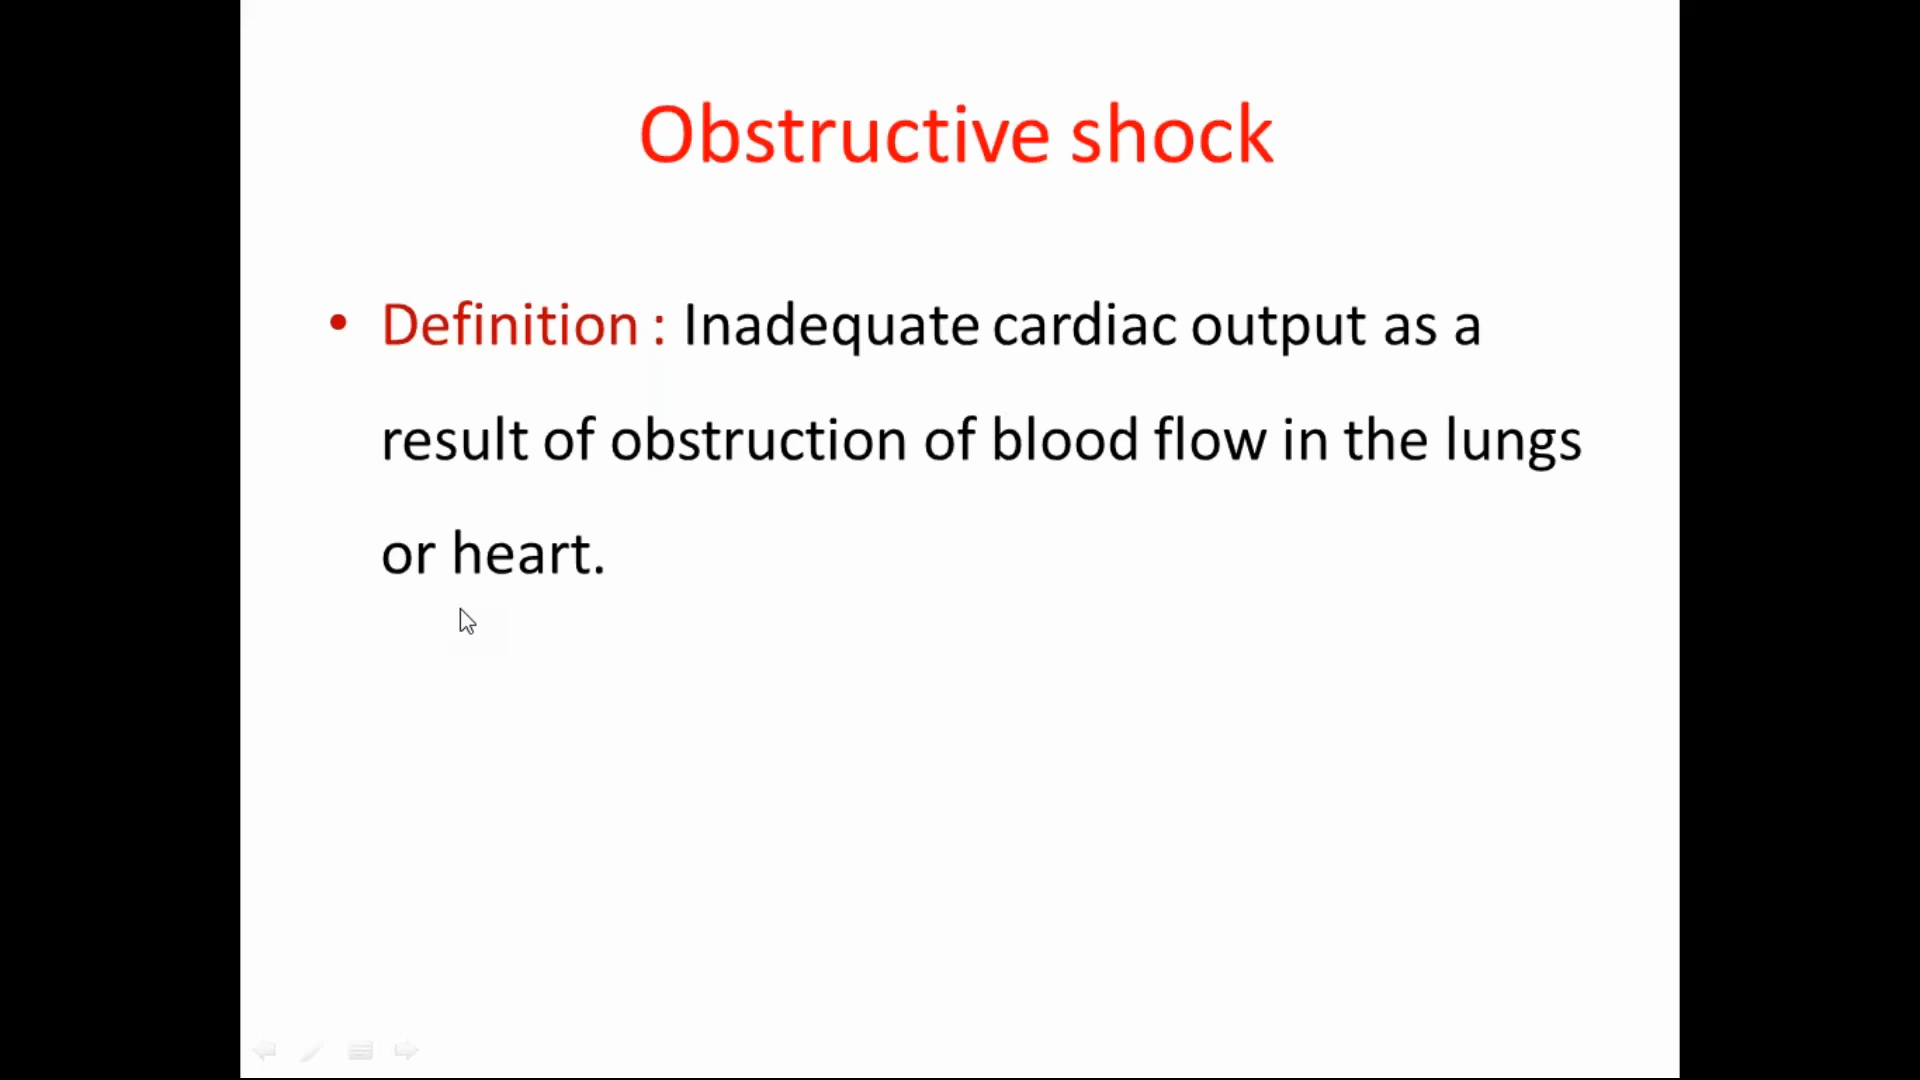 Obstructive shock
• Definition : Inadequate cardiac output as a
result of obstruction of blood flow in the lungs
or heart.